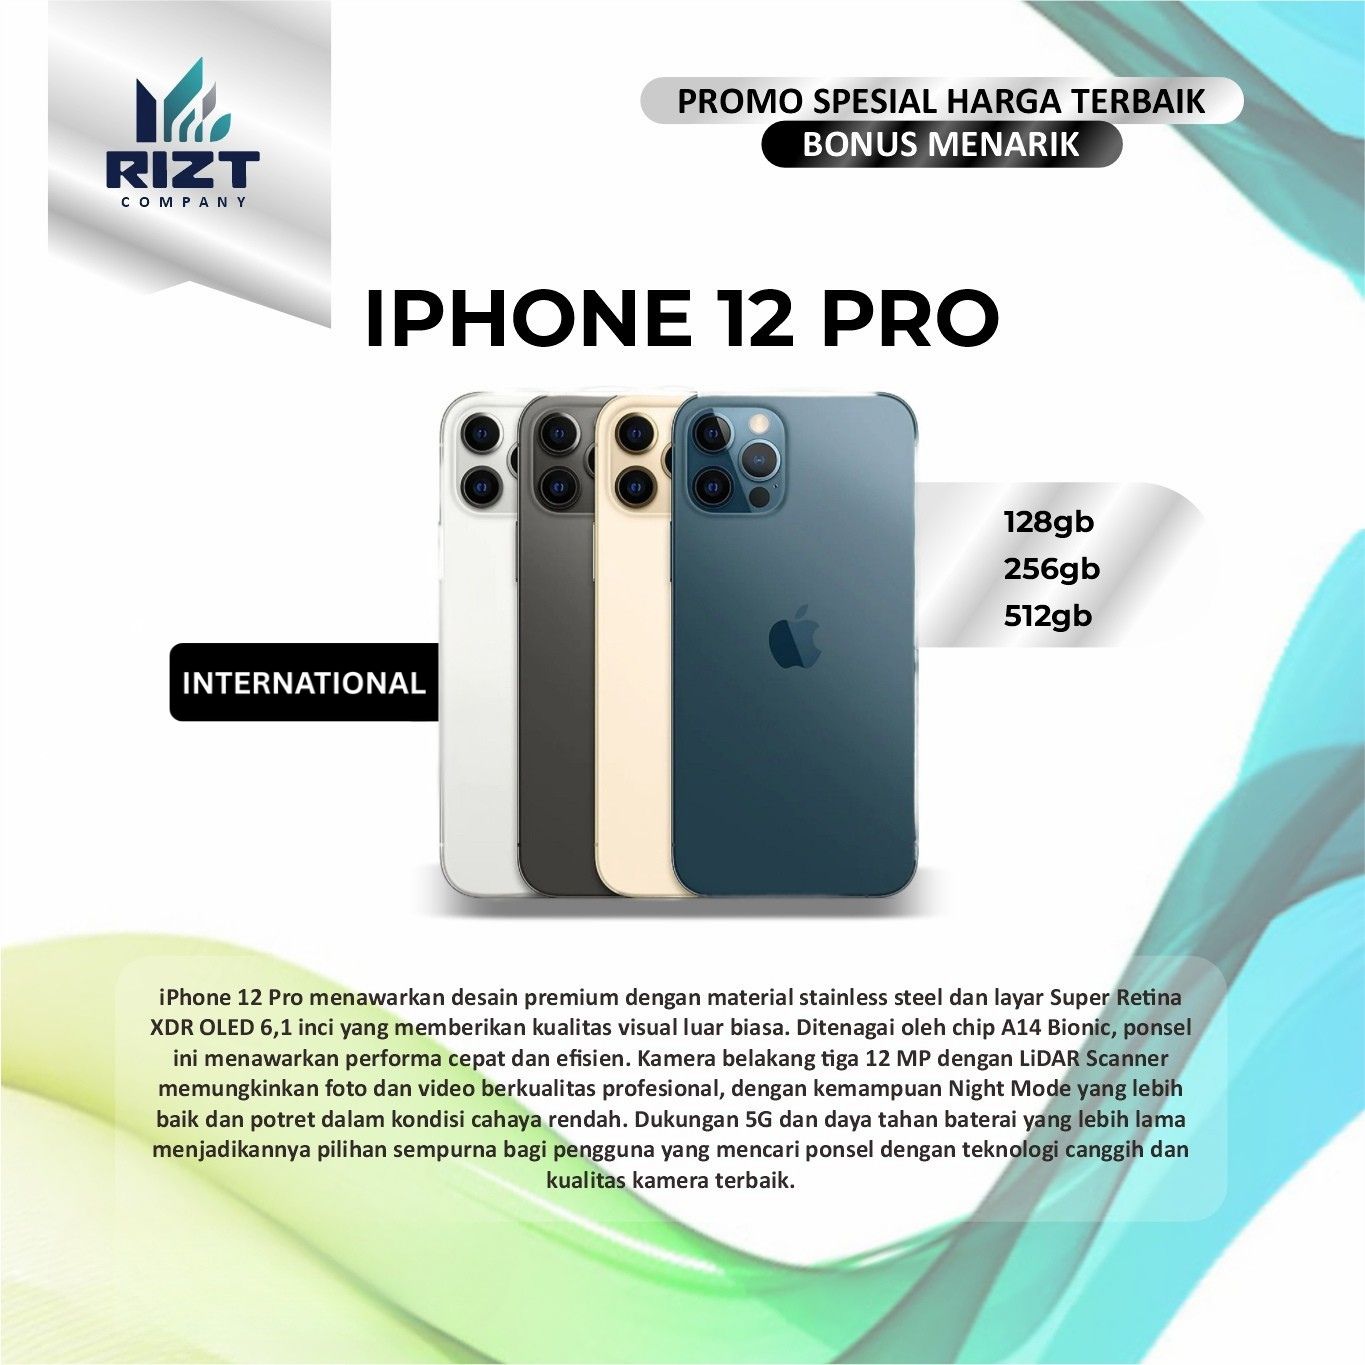 RIZT
COMPANY
PROMO SPESIAL HARGA TERBAIK
BONUS MENARIK
IPHONE 12 PRO
128gb
256gb
512gb
INTERNATIONAL
iPhone 12 Pro menawarkan desain premium dengan material stainless steel dan layar Super Retina
XDR OLED 6,1 inci yang memberikan kualitas visual luar biasa. Ditenagai oleh chip A14 Bionic, ponsel
ini menawarkan performa cepat dan efisien. Kamera belakang tiga 12 MP dengan LiDAR Scanner
memungkinkan foto dan video berkualitas profesional, dengan kemampuan Night Mode yang lebih
baik dan potret dalam kondisi cahaya rendah. Dukungan 5G dan daya tahan baterai yang lebih lama
menjadikannya pilihan sempurna bagi pengguna yang mencari ponsel dengan teknologi canggih dan
kualitas kamera terbaik.